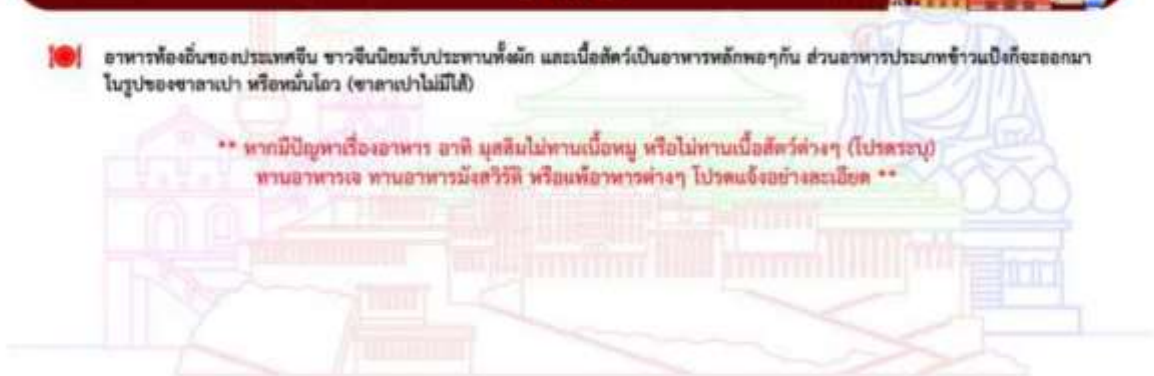 อาหารท้องถิ่นของประเทศจีน ชาวจีนนิยมรับประทานทั้งผัก และเนื้อสัตว์เป็นอาหารหลักพอๆกัน ส่วนอาหารประเภทข้าวแป้งก็จะออกมา
ในรูปของซาลาเปา หรือหมั่นโถว (ซาลาเปาไม่มีไส้)
** หากมีปัญหาเรื่องอาหาร อาทิ มุสลิมไม่ทานเนื้อหมู หรือไม่ทานเนื้อสัตว์ต่างๆ (โปรดระบุ)
ทานอาหารเจ ทานอาหารมังสวิรัติ หรือแพ้อาหารต่างๆ โปรดแจ้งอย่างละเอียด **